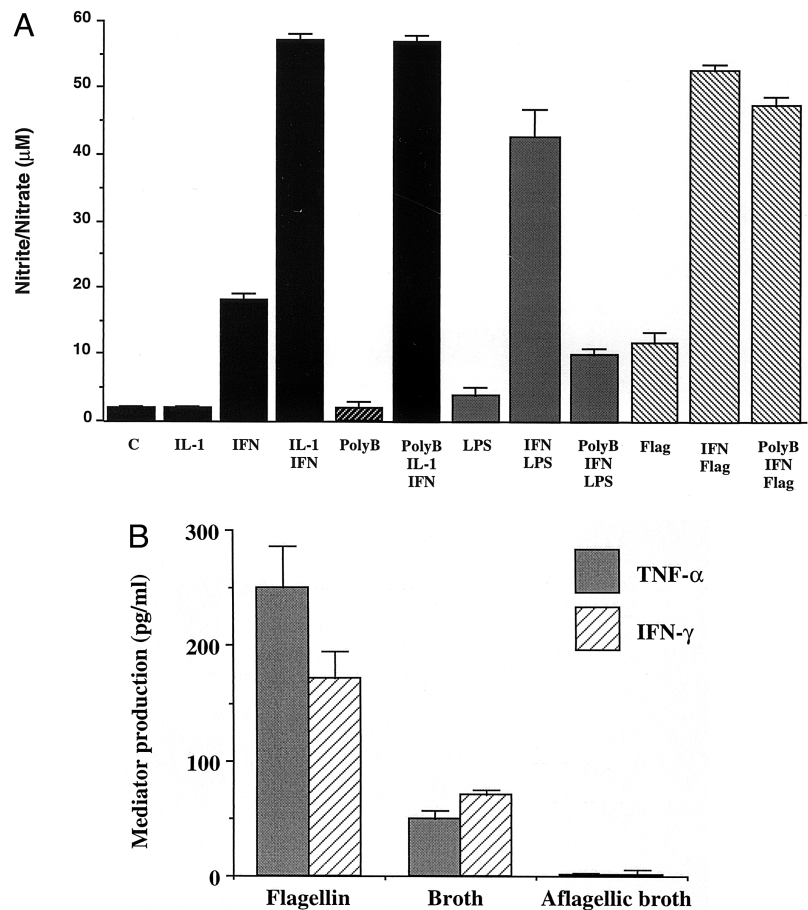 A
Nitrite/Nitrate (μM)
60
50
40
30
20
10
0
C
IL-1
IFN
IL-1
IFN
PolyB
PolyB
IL-1
IFN
LPS
IFN
LPS
PolyB
IFN
LPS
Flag
IFN
Flag
PolyB
IFN
Flag
B
Mediator production (pg/ml)
300
200
100
0
TNF-α
IFN-γ
Flagellin
Broth
Aflagellic broth